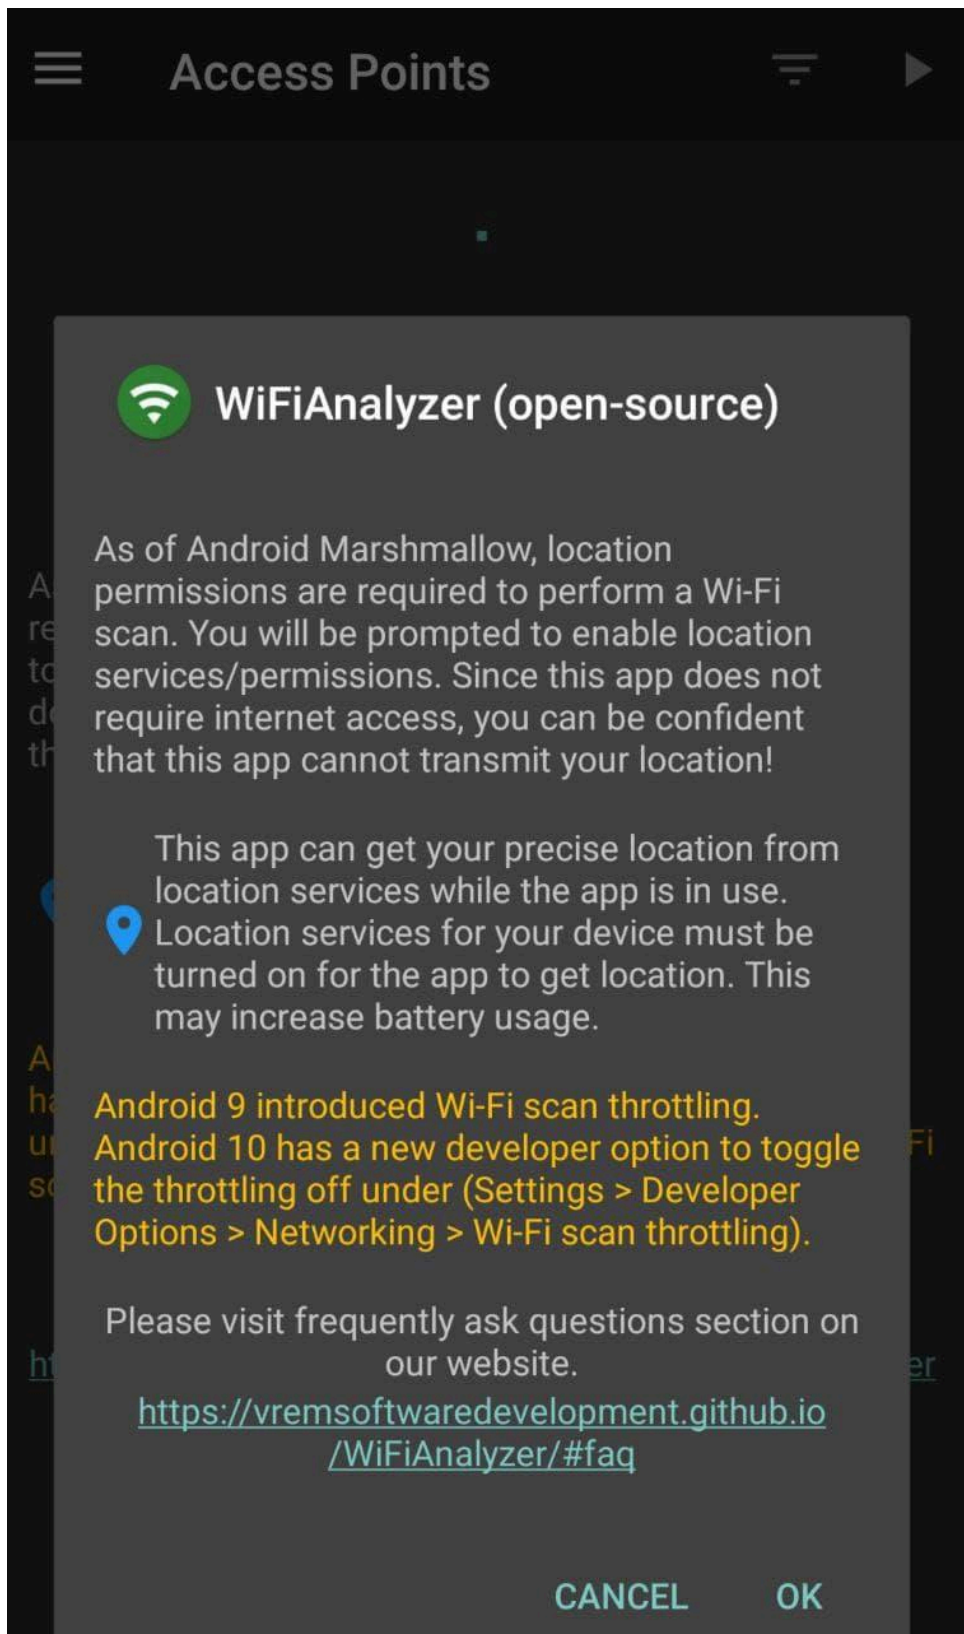 Access Points
WiFiAnalyzer (open-source)
As of Android Marshmallow, location
permissions are required to perform a Wi-Fi
scan. You will be prompted to enable location
services/permissions. Since this app does not
require internet access, you can be confident
that this app cannot transmit your location!
This app can get your precise location from
location services while the app is in use.
Location services for your device must be
turned on for the app to get location. This
may increase battery usage.
Android 9 introduced Wi-Fi scan throttling.
Android 10 has a new developer option to toggle
the throttling off under (Settings > Developer
Options > Networking > Wi-Fi scan throttling).
Please visit frequently ask questions section on
our website.
https://vremsoftwaredevelopment.github.io
/WiFiAnalyzer/#faq
CANCEL OK